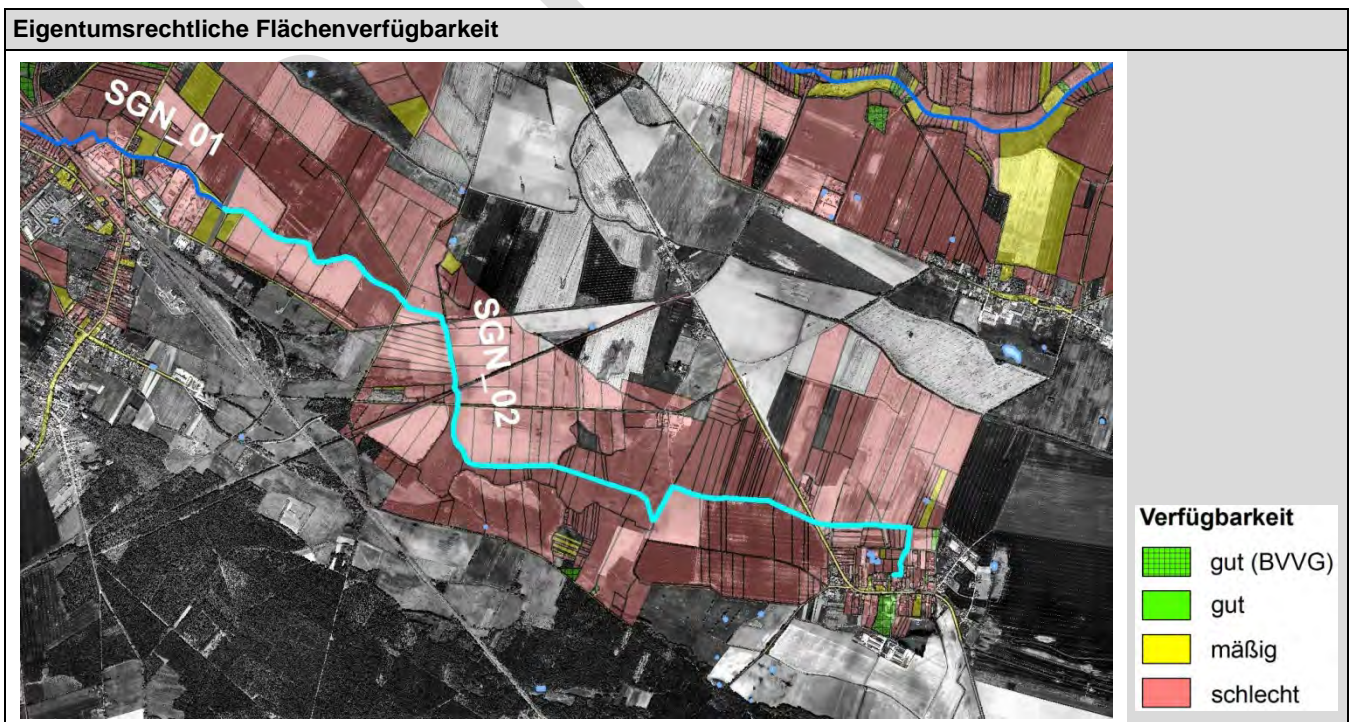 Eigentumsrechtliche Flächenverfügbarkeit
SGN_01
SGN_02
Verfügbarkeit
gut (BVVG)
gut
mäßig
schlecht